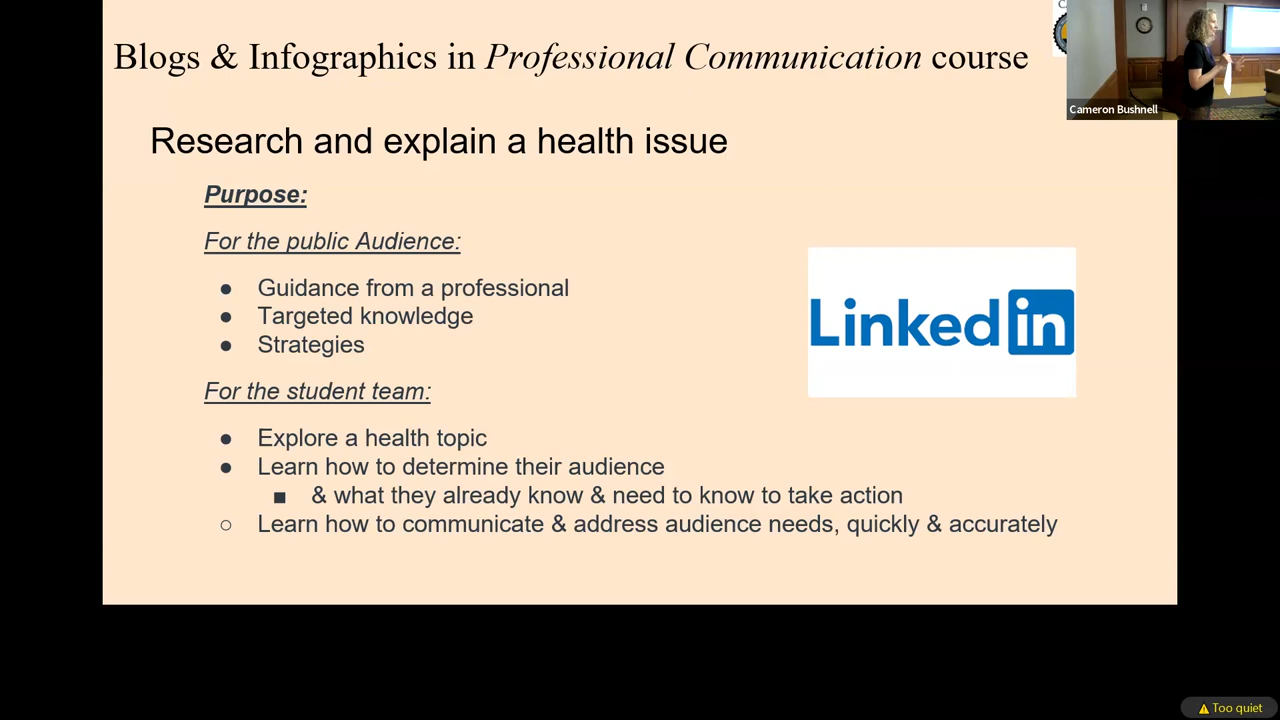 Blogs & Infographics in Professional Communication course
Research and explain a health issue
Purpose:
For the public Audience:
● Guidance from a professional
● Targeted knowledge
● Strategies
For the student team:
● Explore a health topic
● Learn how to determine their audience
■ & what they already know & need to know to take action
○ Learn how to communicate & address audience needs, quickly & accurately
Linked in
Cameron Bushnell
Too quiet